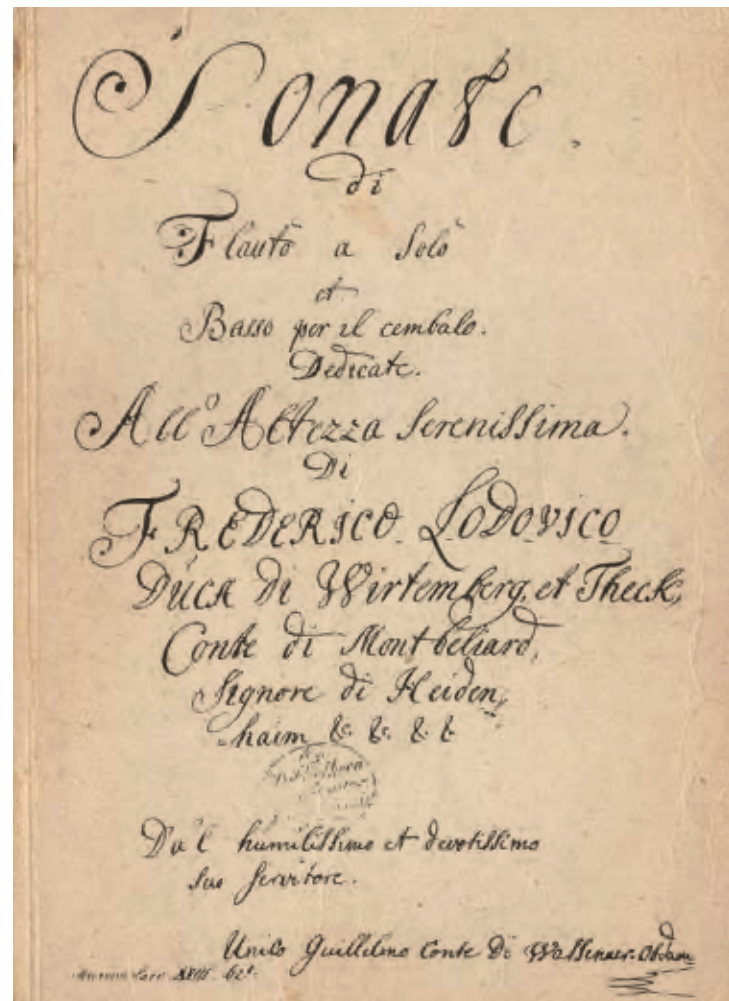 Sonate.
di
Flauto a Solo
et
Basso per il cembalo.
Dedicate.
All' Altezza Serenissima.
Di
FREDERICO LODOVICO
Duca di Wirtemberg, et Theck,
Conte di Montbeliard,
Signore di Heiden,,
,,haim &c. &c. & &
Da'l humilissimo et devotissimo
suo Servitore.
Unico Guillelmo Conte Di Wassenaer. Obdam
XVIII